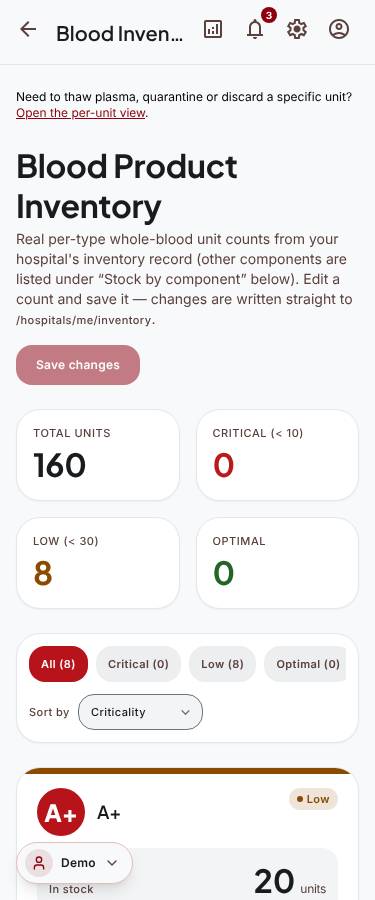 Blood Inven...
3
Need to thaw plasma, quarantine or discard a specific unit?
Open the per-unit view.
Blood Product
Inventory
Real per-type whole-blood unit counts from your
hospital's inventory record (other components are
listed under “Stock by component” below). Edit a
count and save it — changes are written straight to
/hospitals/me/inventory.
Save changes
TOTAL UNITS
160
CRITICAL (< 10)
0
LOW (< 30)
8
OPTIMAL
0
All (8)
Critical (0)
Low (8)
Optimal (0)
Sort by
Criticality
A+
A+
Low
Demo
In stock
20 units